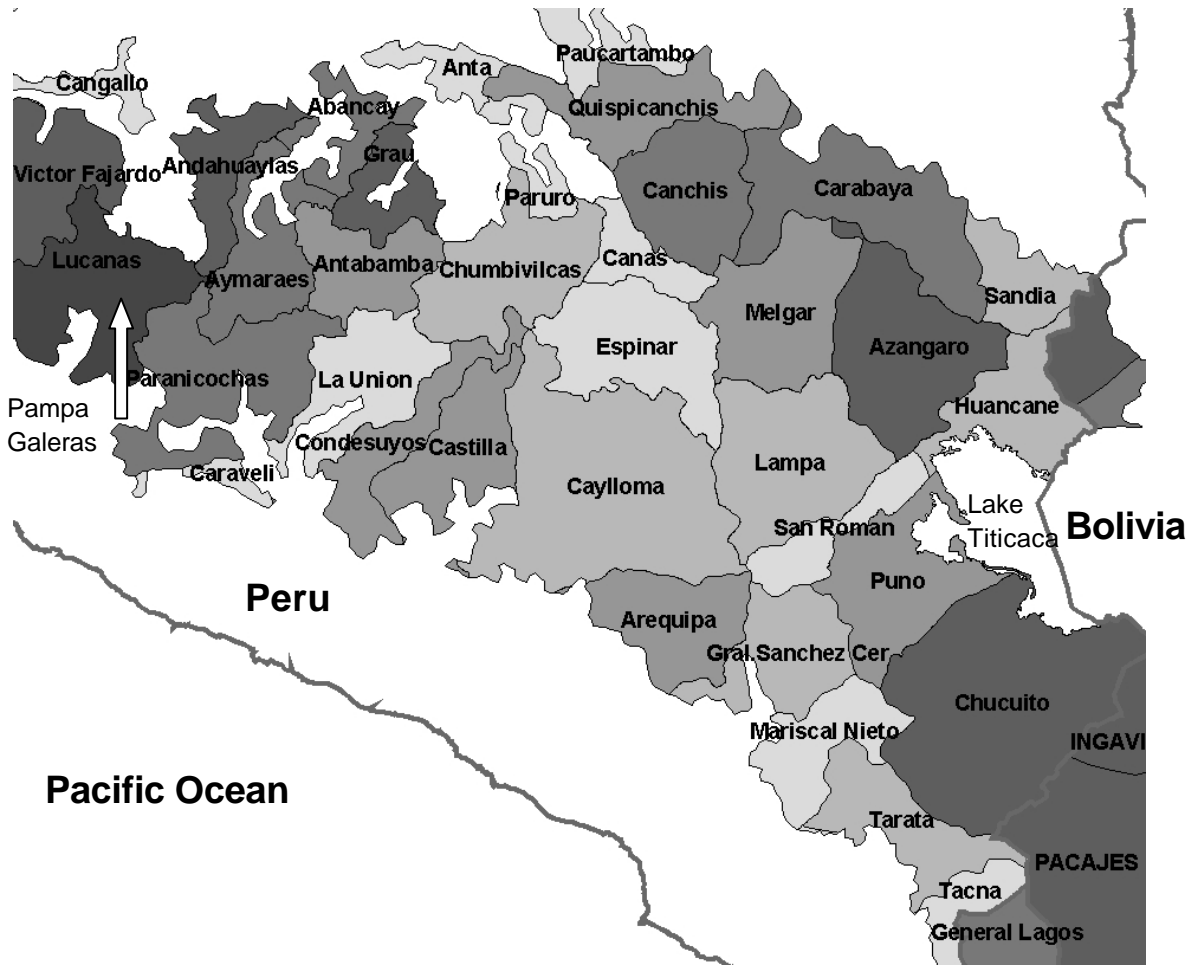 Paucartambo
Anta
Cangallo
Abancay
Quispicanchis
Grau
Victor Fajardo
Andahuaylas
Canchis
Carabaya
Paruro
Lucanas
Aymaraes
Antabamba
Chumbivilcas
Canas
Sandia
Melgar
Espinar
Azangaro
Paranicochas
La Union
Huancane
Pampa
Galeras
Condesuyos
Castilla
Caraveli
Lampa
Caylloma
San Roman
Lake
Titicaca
Bolivia
Puno
Peru
Arequipa
Gral.Sanchez Cer
Chucuito
Mariscal Nieto
INGAVI
Pacific Ocean
Tarata
PACAJES
Tacna
General Lagos